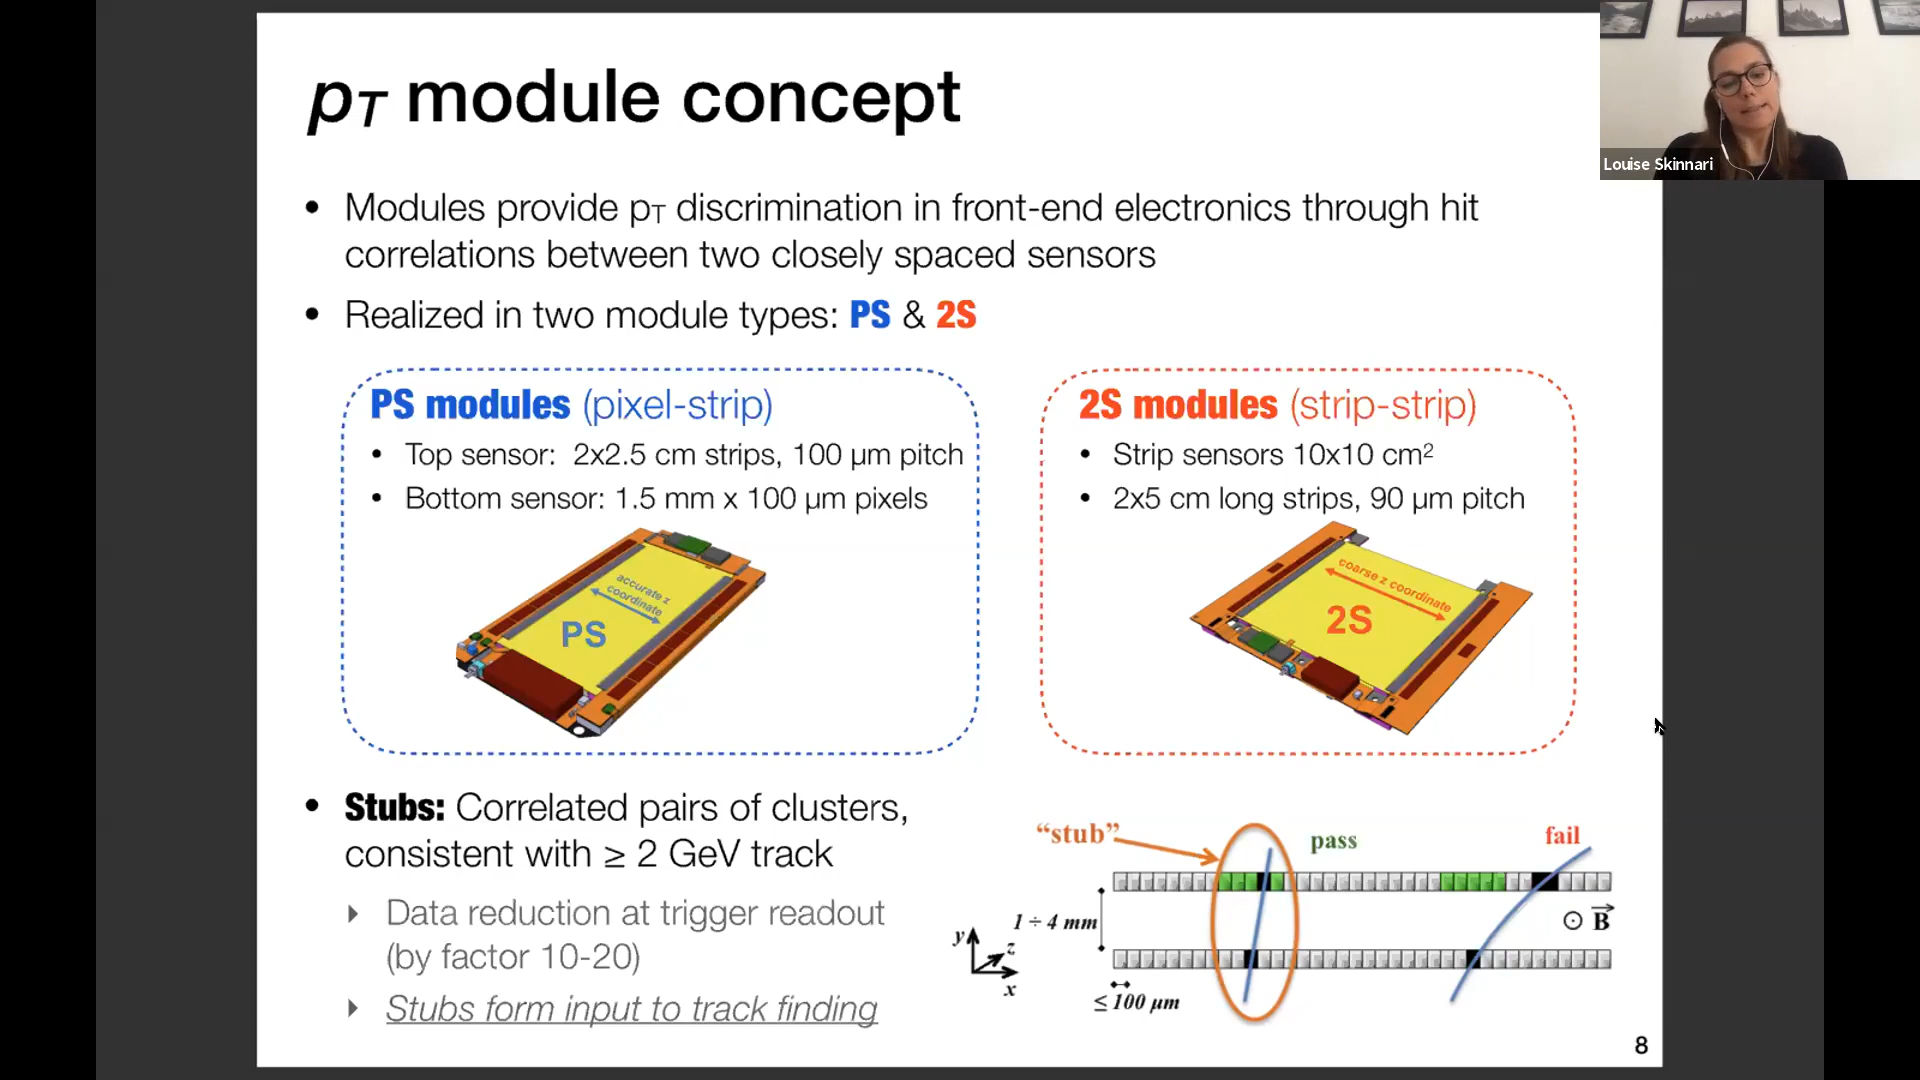 pT module concept
Louise Skinnari
• Modules provide pT discrimination in front-end electronics through hit
correlations between two closely spaced sensors
• Realized in two module types: PS & 2S
PS modules (pixel-strip)
• Top sensor: 2x2.5 cm strips, 100 µm pitch
• Bottom sensor: 1.5 mm x 100 µm pixels
accurate z
coordinate
PS
2S modules (strip-strip)
• Strip sensors 10x10 cm²
• 2x5 cm long strips, 90 µm pitch
coarse z coordinate
2S
• Stubs: Correlated pairs of clusters,
consistent with ≥ 2 GeV track
Data reduction at trigger readout
(by factor 10-20)
Stubs form input to track finding
“stub”
pass
fail
1 ÷ 4 mm
B
y
z
x
≤ 100 µm
8